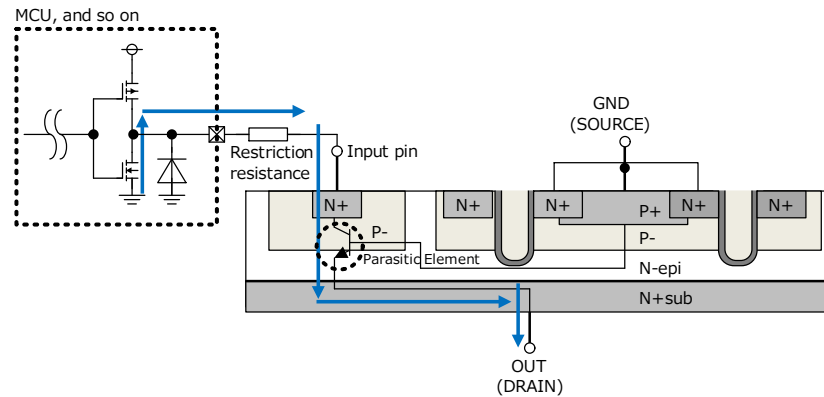 MCU, and so on
GND
(SOURCE)
Restriction
resistance
Input pin
N+
N+
N+
P+
N+
N+
P-
P-
Parasitic Element
N-epi
N+sub
OUT
(DRAIN)